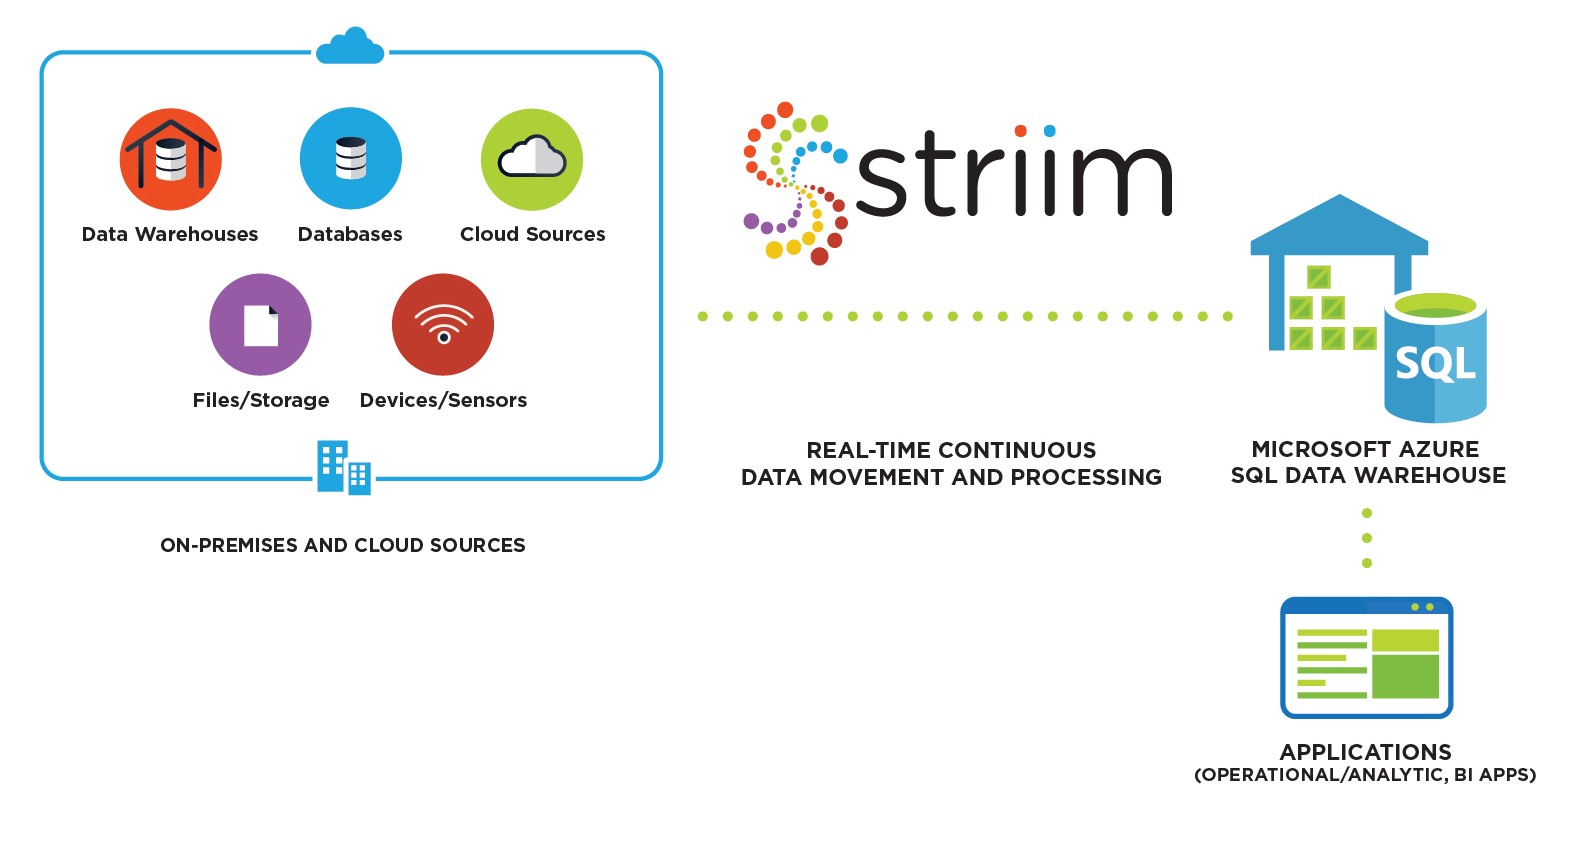 Data Warehouses
Databases
Cloud Sources
Files/Storage
Devices/Sensors
ON-PREMISES AND CLOUD SOURCES
striim
REAL-TIME CONTINUOUS
DATA MOVEMENT AND PROCESSING
SQL
MICROSOFT AZURE
SQL DATA WAREHOUSE
APPLICATIONS
(OPERATIONAL/ANALYTIC, BI APPS)